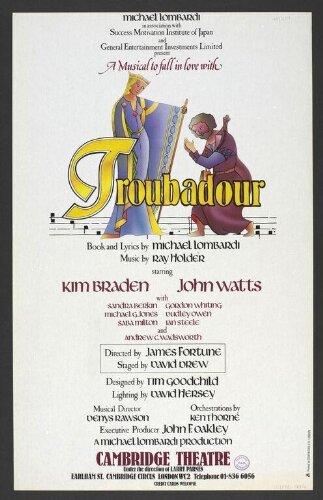 michael lombardi
in association with
Success Motivation Institute of Japan
and
General Entertainment Investments Limited
present
A Musical to fall in love with
Troubadour
Book and Lyrics by michael lombardi
Music by RAY HOLDER
starring
KIM BRADEN JOHN WATTS
with
SANDRA BERKIN GORDON WHITING
MICHAEL G. JONES DUDLEY OWEN
SABA MILTON IAN STEELE
and
ANDREW C. WADSWORTH
Directed by JAMES FORTUNE
Staged by DAVID DREW
Designed by TIM GOODCHILD
Lighting by DAVID HERSEY
Musical Director Orchestrations by
DENYS RAWSON KEN THORNE
Executive Producer JOHN F. OAKLEY
A michael lombardi PRODUCTION
CAMBRIDGE THEATRE
Under the direction of LARRY PARNES
EARLHAM ST. CAMBRIDGE CIRCUS LONDON WC2 Telephone 01-836 6056
CREDIT CARDS WELCOME